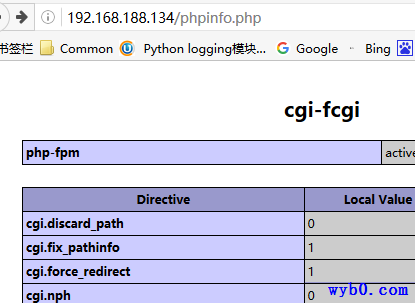 192.168.188.134/phpinfo.php
书签栏 Common Python logging模块... Google Bing
cgi-fcgi
php-fpm active
Directive Local Value
cgi.discard_path 0
cgi.fix_pathinfo 1
cgi.force_redirect 1
cgi.nph 0
wyb0.com